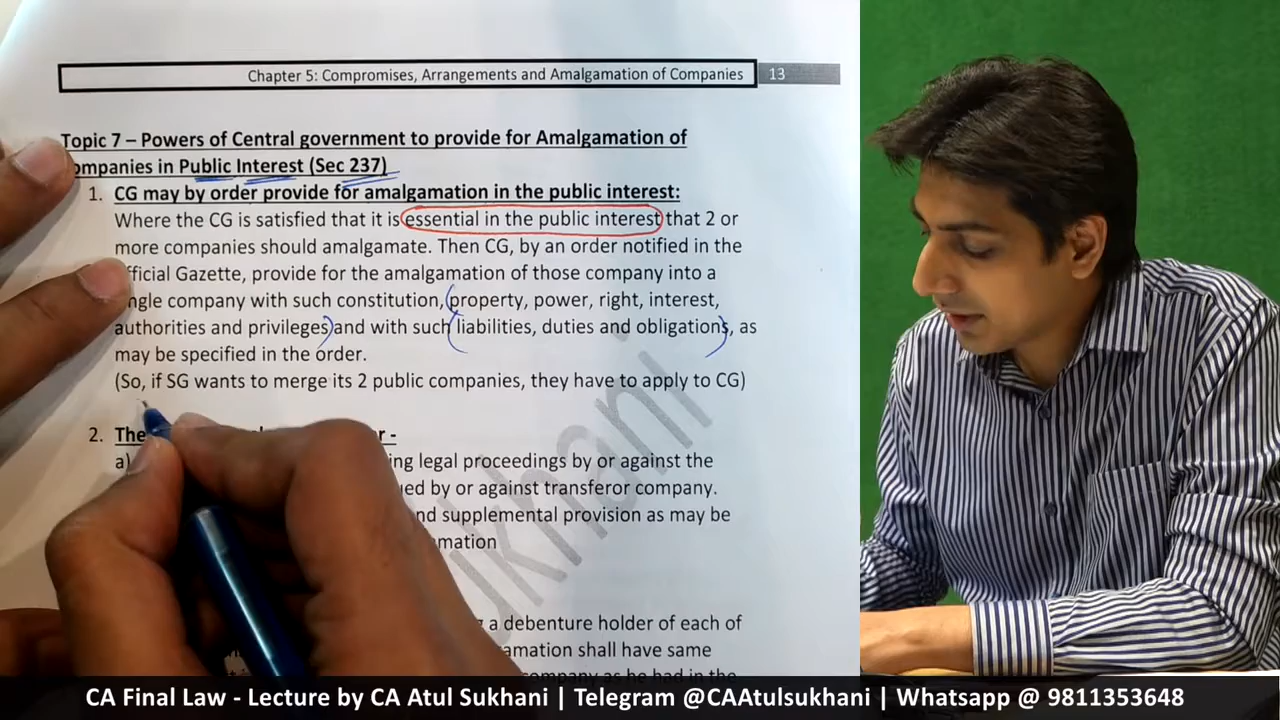 Chapter 5: Compromises, Arrangements and Amalgamation of Companies 13
Topic 7 – Powers of Central government to provide for Amalgamation of
ompanies in Public Interest (Sec 237)
1. CG may by order provide for amalgamation in the public interest:
Where the CG is satisfied that it is essential in the public interest that 2 or
more companies should amalgamate. Then CG, by an order notified in the
fficial Gazette, provide for the amalgamation of those company into a
ngle company with such constitution, property, power, right, interest,
authorities and privileges and with such liabilities, duties and obligations, as
may be specified in the order.
(So, if SG wants to merge its 2 public companies, they have to apply to CG)
2. The r -
a) ing legal proceedings by or against the
ed by or against transferor company.
nd supplemental provision as may be
mation
a debenture holder of each of
amation shall have same
company as he had in the
ukhani
CA Final Law - Lecture by CA Atul Sukhani | Telegram @CAAtulsukhani | Whatsapp @ 9811353648